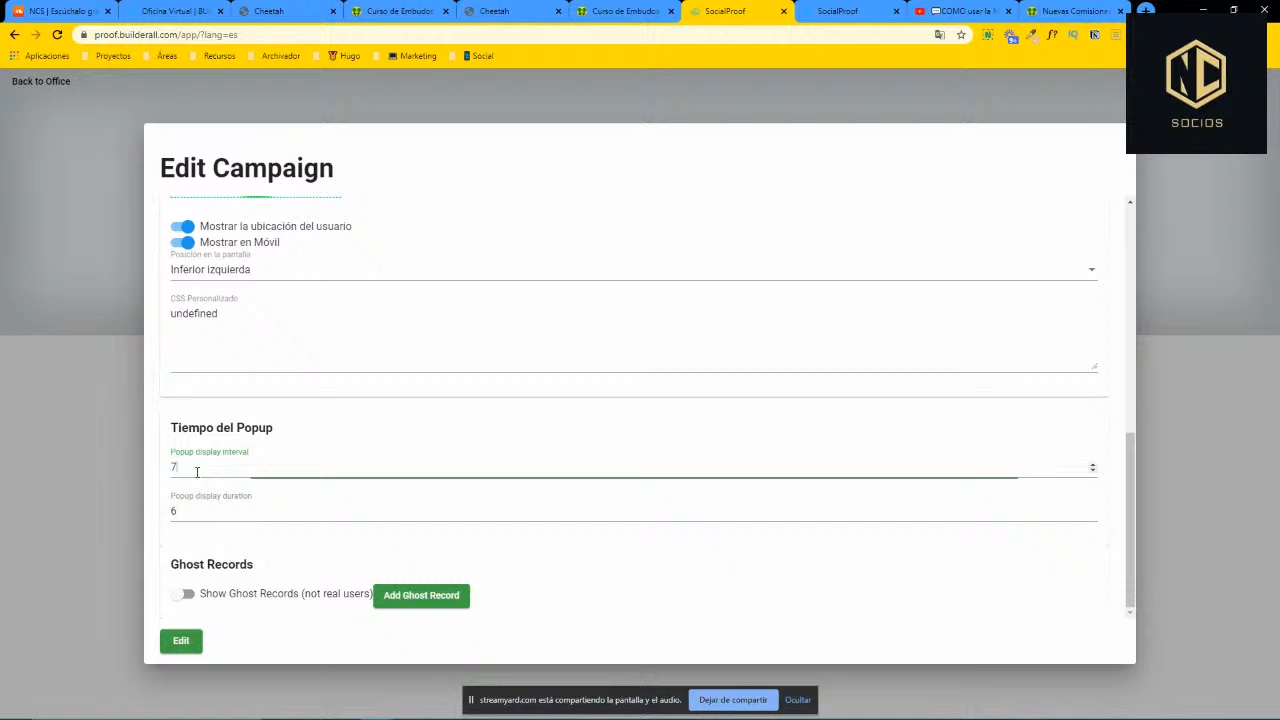 NCS | Escúchalo gra
Oficina Virtual | BUI
Cheetah
Curso de Embudos
Cheetah
Curso de Embudos
SocialProof
SocialProof
COMO usar la N
Nuevas Comision
proof.builderall.com/app/?lang=es
Aplicaciones
Proyectos
Áreas
Recursos
Archivador
Hugo
Marketing
Social
NC
SOCIOS
Back to Office
Edit Campaign
Mostrar la ubicación del usuario
Mostrar en Móvil
Posición en la pantalla
Inferior izquierda
CSS Personalizado
undefined
Tiempo del Popup
Popup display interval
7
Popup display duration
6
Ghost Records
Show Ghost Records (not real users)
Add Ghost Record
Edit
streamyard.com está compartiendo la pantalla y el audio.
Dejar de compartir
Ocultar